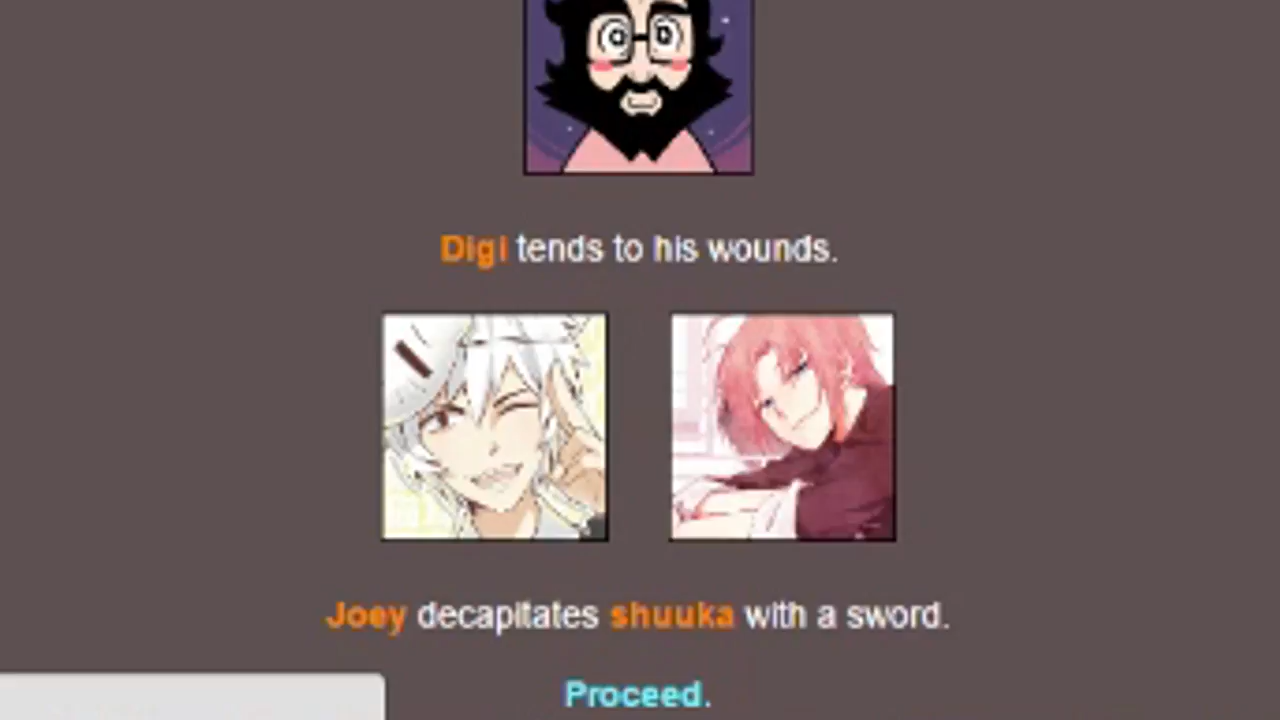 Digi tends to his wounds.
Joey decapitates shuuka with a sword.
Proceed.